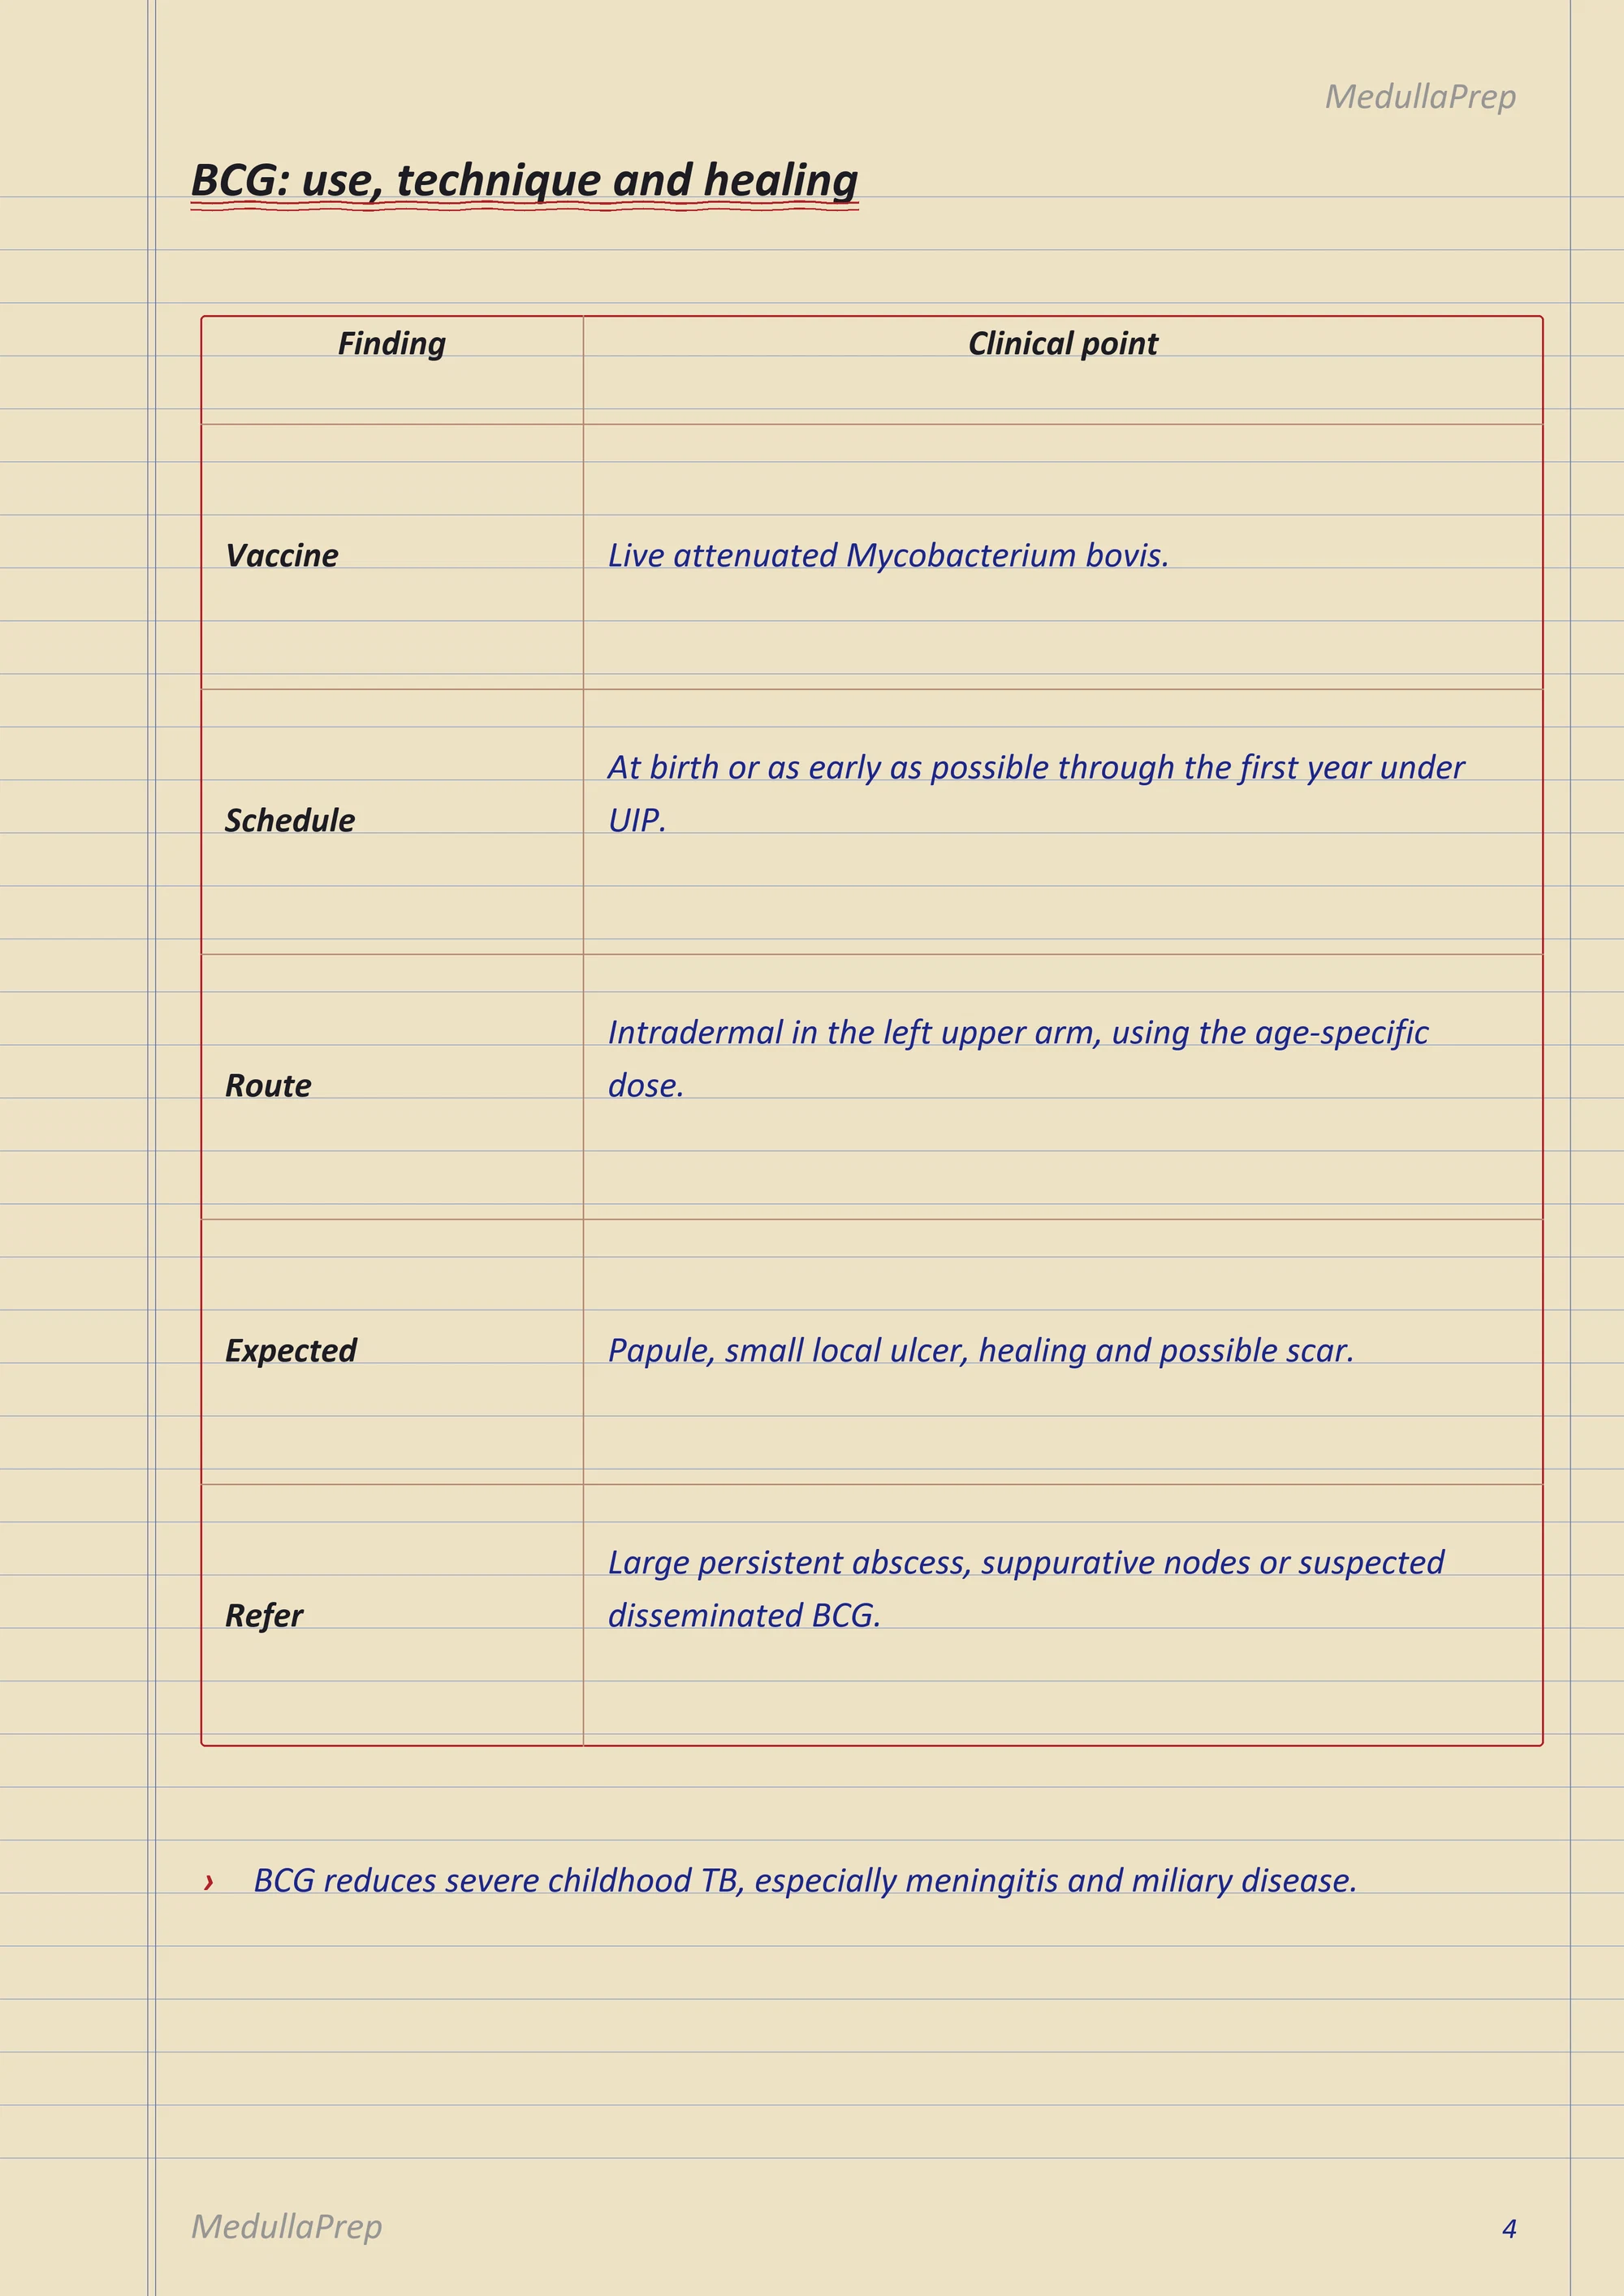 MedullaPrep
BCG: use, technique and healing
Finding
Clinical point
Vaccine
Live attenuated Mycobacterium bovis.
Schedule
At birth or as early as possible through the first year under
UIP.
Route
Intradermal in the left upper arm, using the age-specific
dose.
Expected
Papule, small local ulcer, healing and possible scar.
Refer
Large persistent abscess, suppurative nodes or suspected
disseminated BCG.
› BCG reduces severe childhood TB, especially meningitis and miliary disease.
MedullaPrep
4